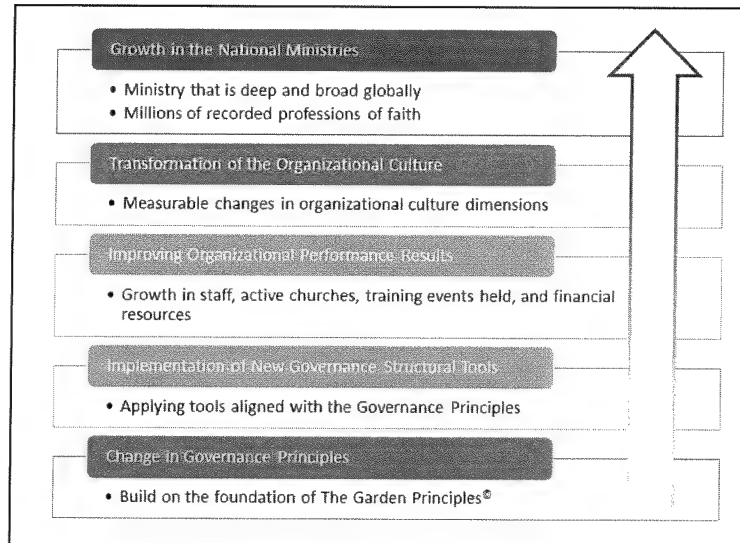 Growth in the National Ministries
• Ministry that is deep and broad globally
• Millions of recorded professions of faith
Transformation of the Organizational Culture
• Measurable changes in organizational culture dimensions
Improving Organizational Performance Results
• Growth in staff, active churches, training events held, and financial
resources
Implementation of New Governance Structural Tools
• Applying tools aligned with the Governance Principles
Change in Governance Principles
• Build on the foundation of The Garden Principles©